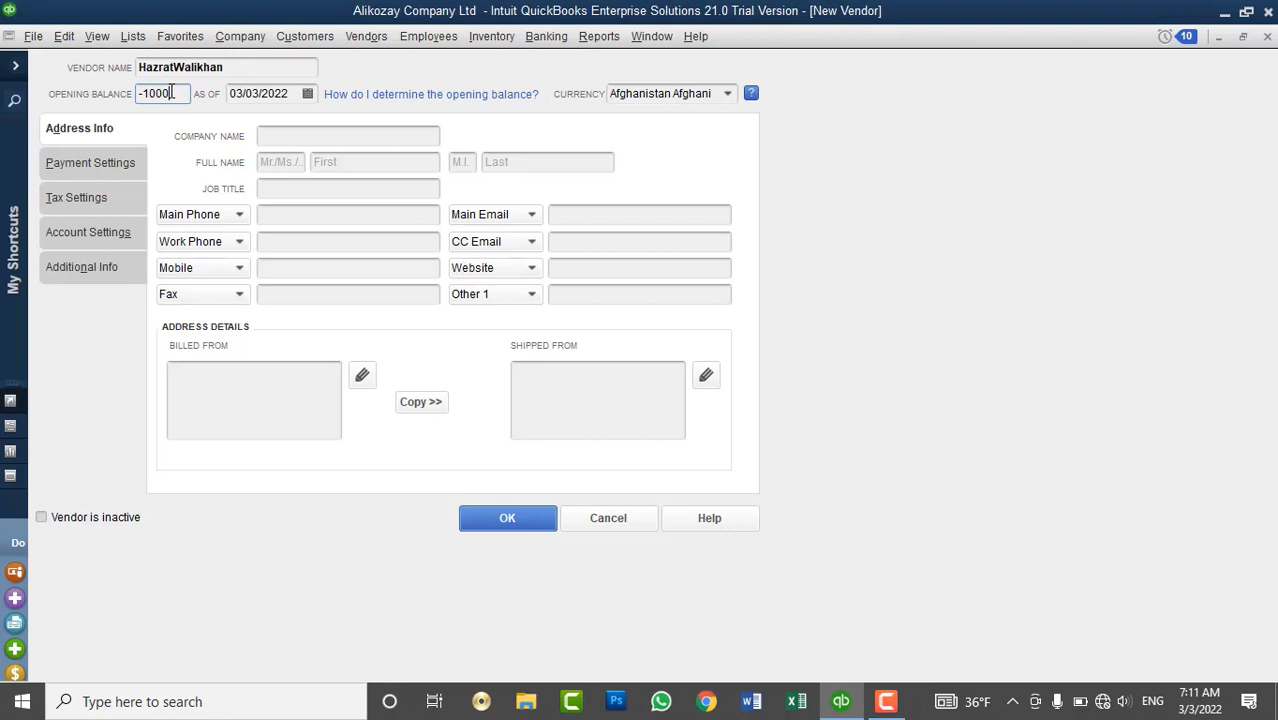 Alikozay Company Ltd - Intuit QuickBooks Enterprise Solutions 21.0 Trial Version - [New Vendor]
File Edit View Lists Favorites Company Customers Vendors Employees Inventory Banking Reports Window Help 10
VENDOR NAME HazratWalikhan
OPENING BALANCE -1000 AS OF 03/03/2022 How do I determine the opening balance? CURRENCY Afghanistan Afghani ?
Address Info
Payment Settings
Tax Settings
Account Settings
Additional Info
COMPANY NAME
FULL NAME Mr./Ms./.. First M.I. Last
JOB TITLE
Main Phone Main Email
Work Phone CC Email
Mobile Website
Fax Other 1
ADDRESS DETAILS
BILLED FROM SHIPPED FROM
Copy >>
Vendor is inactive
OK Cancel Help
My Shortcuts
Do
Type here to search
36°F ENG
7:11 AM
3/3/2022